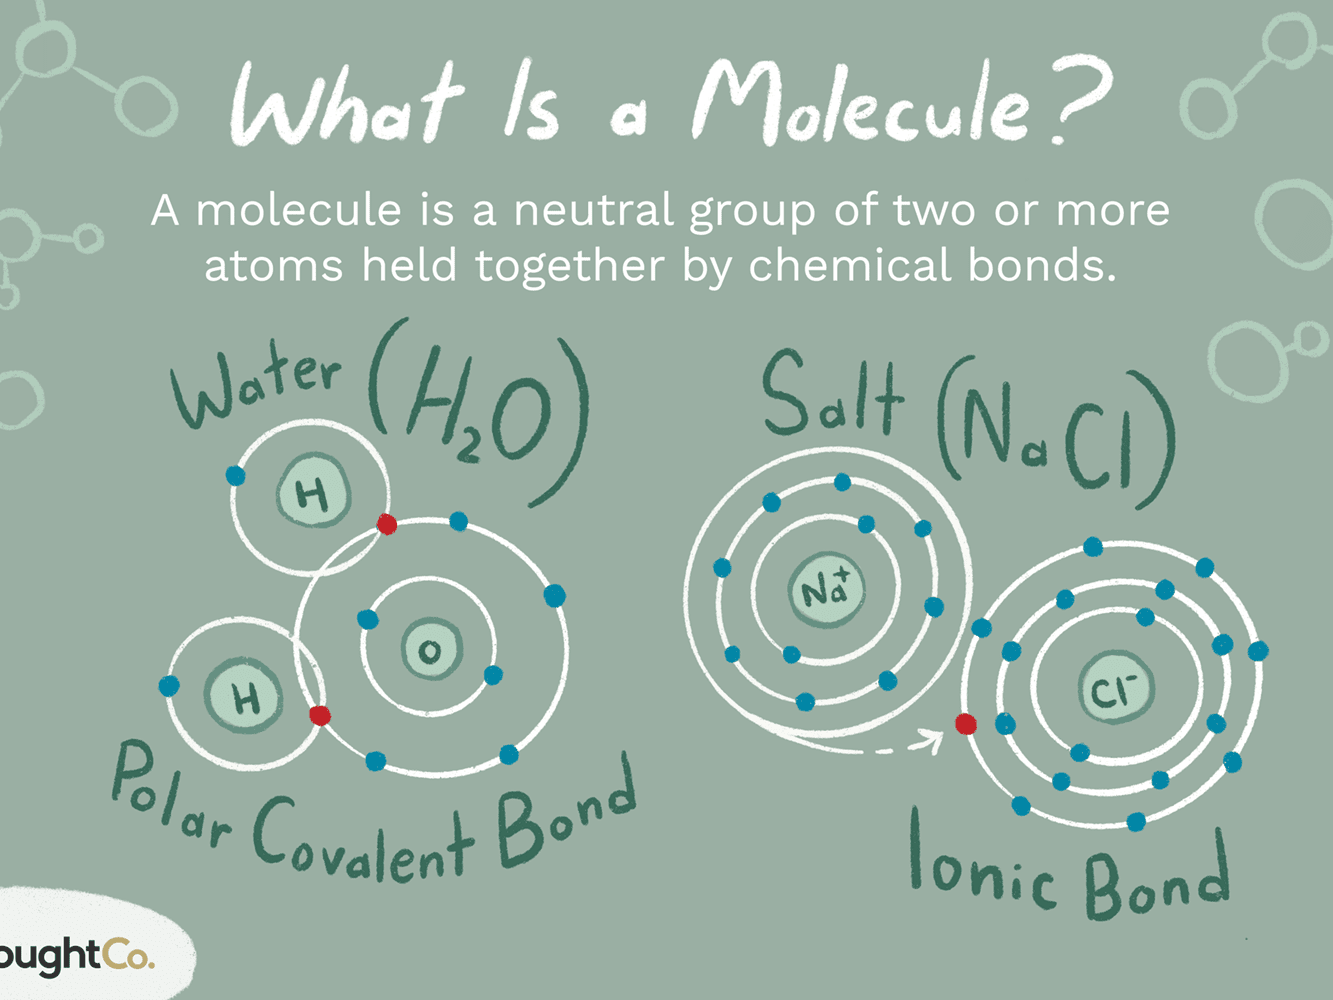 What Is a Molecule?
A molecule is a neutral group of two or more
atoms held together by chemical bonds.
Water (H₂O)
H
O
H
Polar Covalent Bond
Salt (NaCl)
Na⁺
Cl⁻
Ionic Bond
oughtCo.